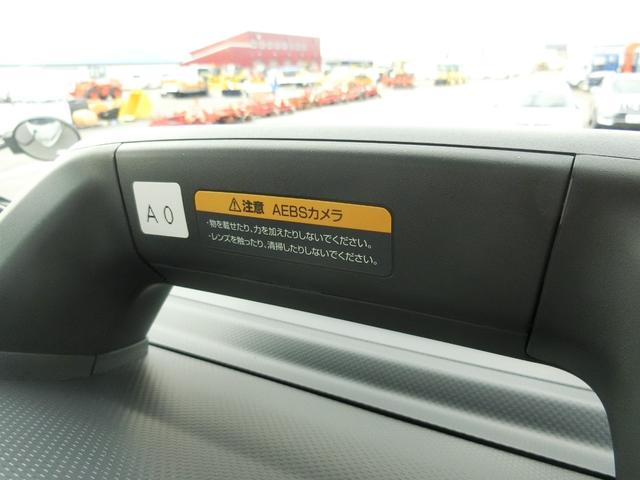 A0
⚠注意 AEBSカメラ
・物を載せたり、力を加えたりしないでください。
・レンズを触ったり、清掃したりしないでください。